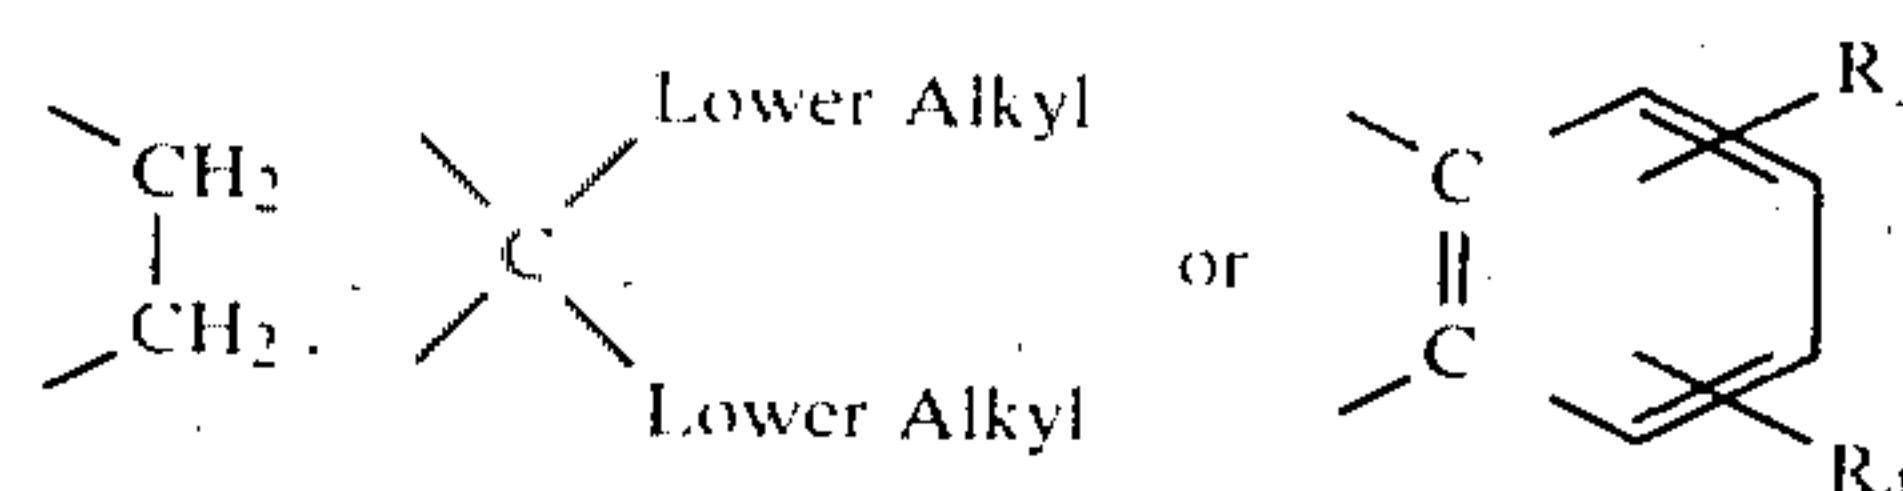 Lower Alkyl
R
CH2
C
C
or
CH2.
C
Lower Alkyl
R